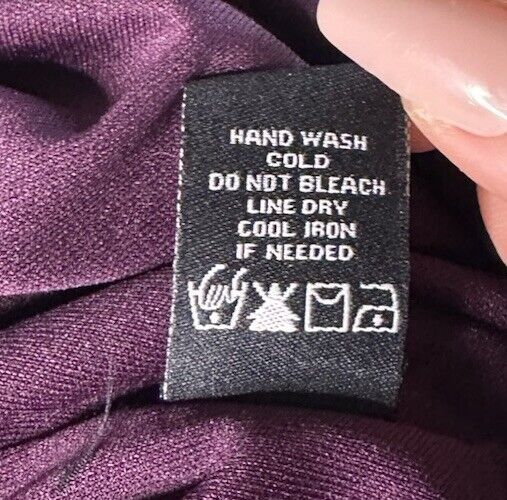 HAND WASH
COLD
DO NOT BLEACH
LINE DRY
COOL IRON
IF NEEDED